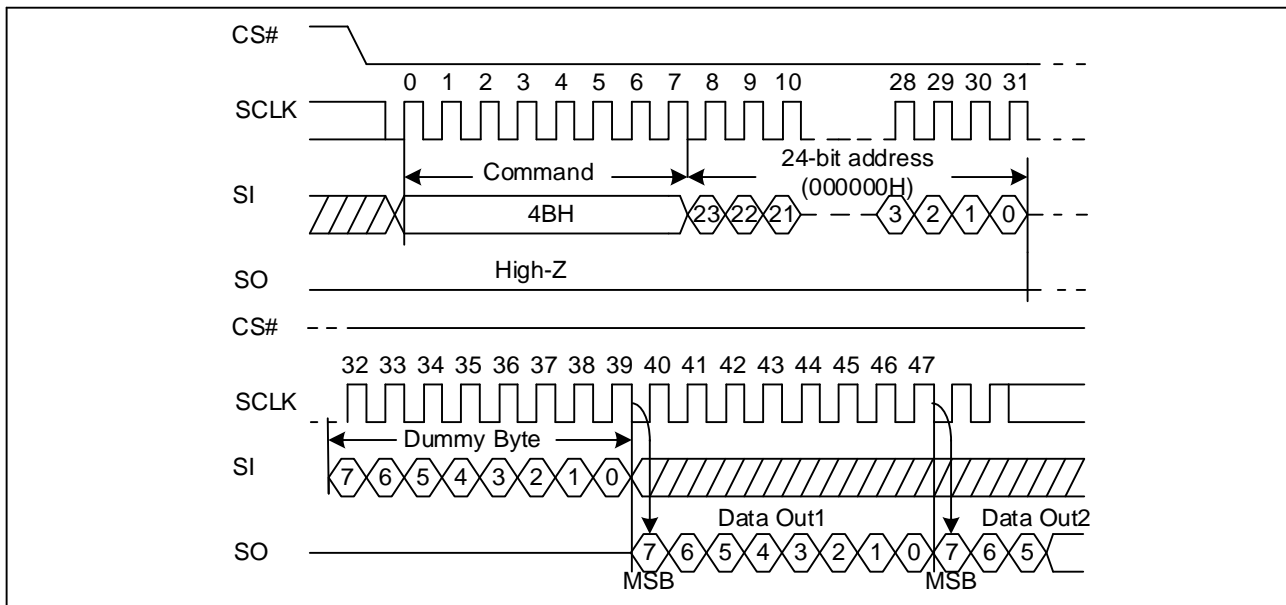 CS#
0 1 2 3 4 5 6 7 8 9 10 28 29 30 31
SCLK
Command
24-bit address
(000000H)
SI
4BH
23 22 21 3 2 1 0
High-Z
SO
CS#
32 33 34 35 36 37 38 39 40 41 42 43 44 45 46 47
SCLK
Dummy Byte
SI
7 6 5 4 3 2 1 0
Data Out1 Data Out2
SO
7 6 5 4 3 2 1 0 7 6 5
MSB MSB